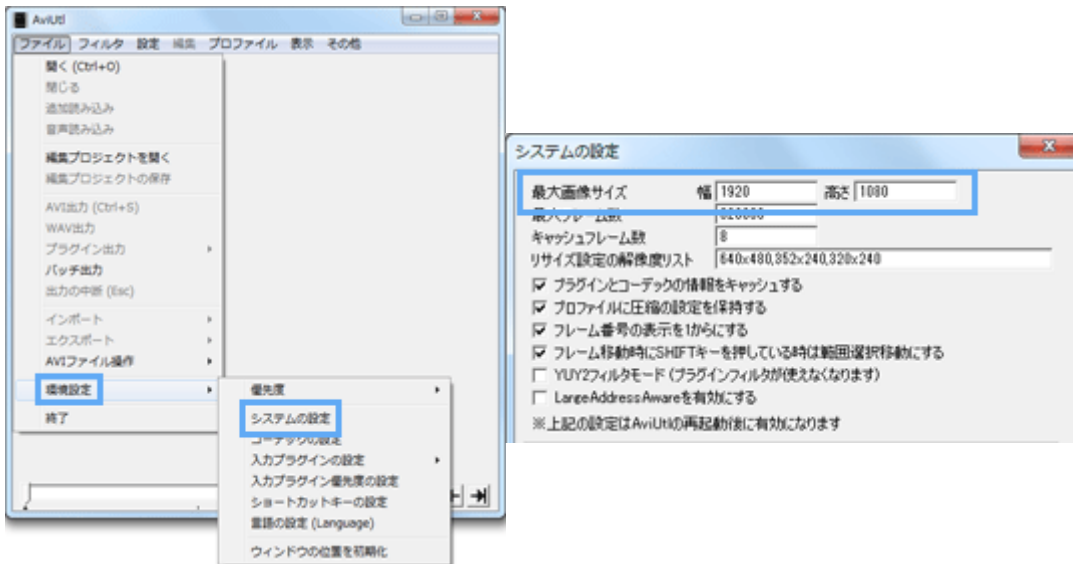 AviUtl
ファイル フィルタ 設定 編集 プロファイル 表示 その他
開く (Ctrl+O)
閉じる
追加読み込み
音声読み込み
編集プロジェクトを開く
編集プロジェクトの保存
AVI出力 (Ctrl+S)
WAV出力
プラグイン出力
バッチ出力
出力の中断 (Esc)
インポート
エクスポート
AVIファイル操作
環境設定
終了
優先度
システムの設定
コーデックの設定
入力プラグインの設定
入力プラグイン優先度の設定
ショートカットキーの設定
言語の設定 (Language)
ウィンドウの位置を初期化
システムの設定
最大画像サイズ 幅 1920 高さ 1080
最大フレーム数 320000
キャッシュフレーム数 8
リサイズ設定の解像度リスト 640x480,352x240,320x240
プラグインとコーデックの情報をキャッシュする
プロファイルに圧縮の設定を保持する
フレーム番号の表示を1からにする
フレーム移動時にSHIFTキーを押している時は範囲選択移動にする
YUY2フィルタモード (プラグインフィルタが使えなくなります)
LargeAddressAwareを有効にする
※上記の設定はAviUtlの再起動後に有効になります